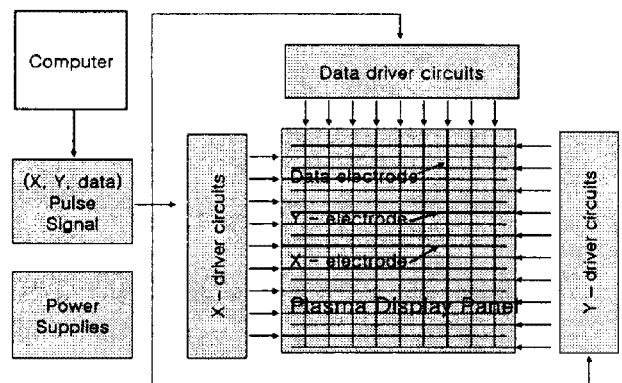 Computer
Data driver circuits
(X, Y, data)
Pulse
Signal
X - driver circuits
Data electrode
Y - electrode
X - electrode
Plasma Display Panel
Y - driver circuits
Power
Supplies